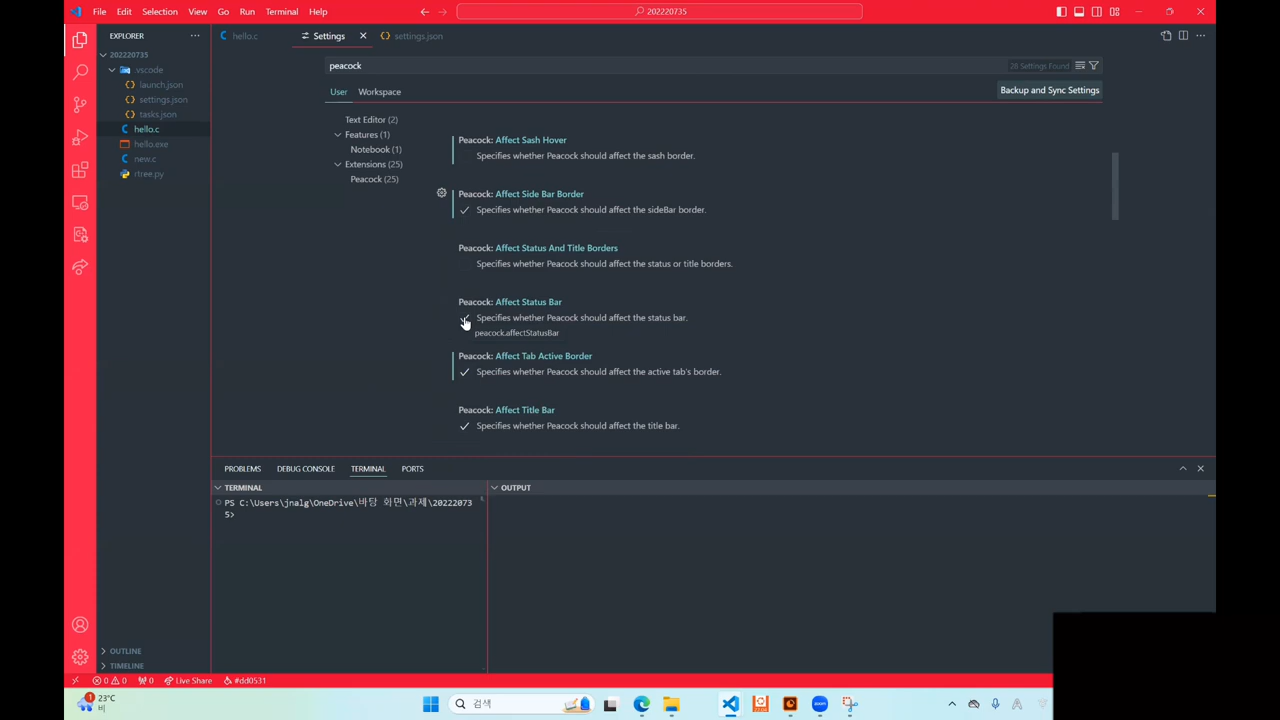 File Edit Selection View Go Run Terminal Help
202220735
EXPLORER
hello.c
Settings
settings.json
202220735
.vscode
launch.json
settings.json
tasks.json
hello.c
hello.exe
new.c
rtree.py
OUTLINE
TIMELINE
peacock
28 Settings Found
User
Workspace
Backup and Sync Settings
Text Editor (2)
Features (1)
Notebook (1)
Extensions (25)
Peacock (25)
Peacock: Affect Sash Hover
Specifies whether Peacock should affect the sash border.
Peacock: Affect Side Bar Border
Specifies whether Peacock should affect the sideBar border.
Peacock: Affect Status And Title Borders
Specifies whether Peacock should affect the status or title borders.
Peacock: Affect Status Bar
Specifies whether Peacock should affect the status bar.
peacock.affectStatusBar
Peacock: Affect Tab Active Border
Specifies whether Peacock should affect the active tab's border.
Peacock: Affect Title Bar
Specifies whether Peacock should affect the title bar.
PROBLEMS DEBUG CONSOLE TERMINAL PORTS
TERMINAL
PS C:\Users\jnalg\OneDrive\바탕 화면\과제\20222073
5>
OUTPUT
0 0 0 Live Share #dd0531
1
23°C
비
검색
zoom
A